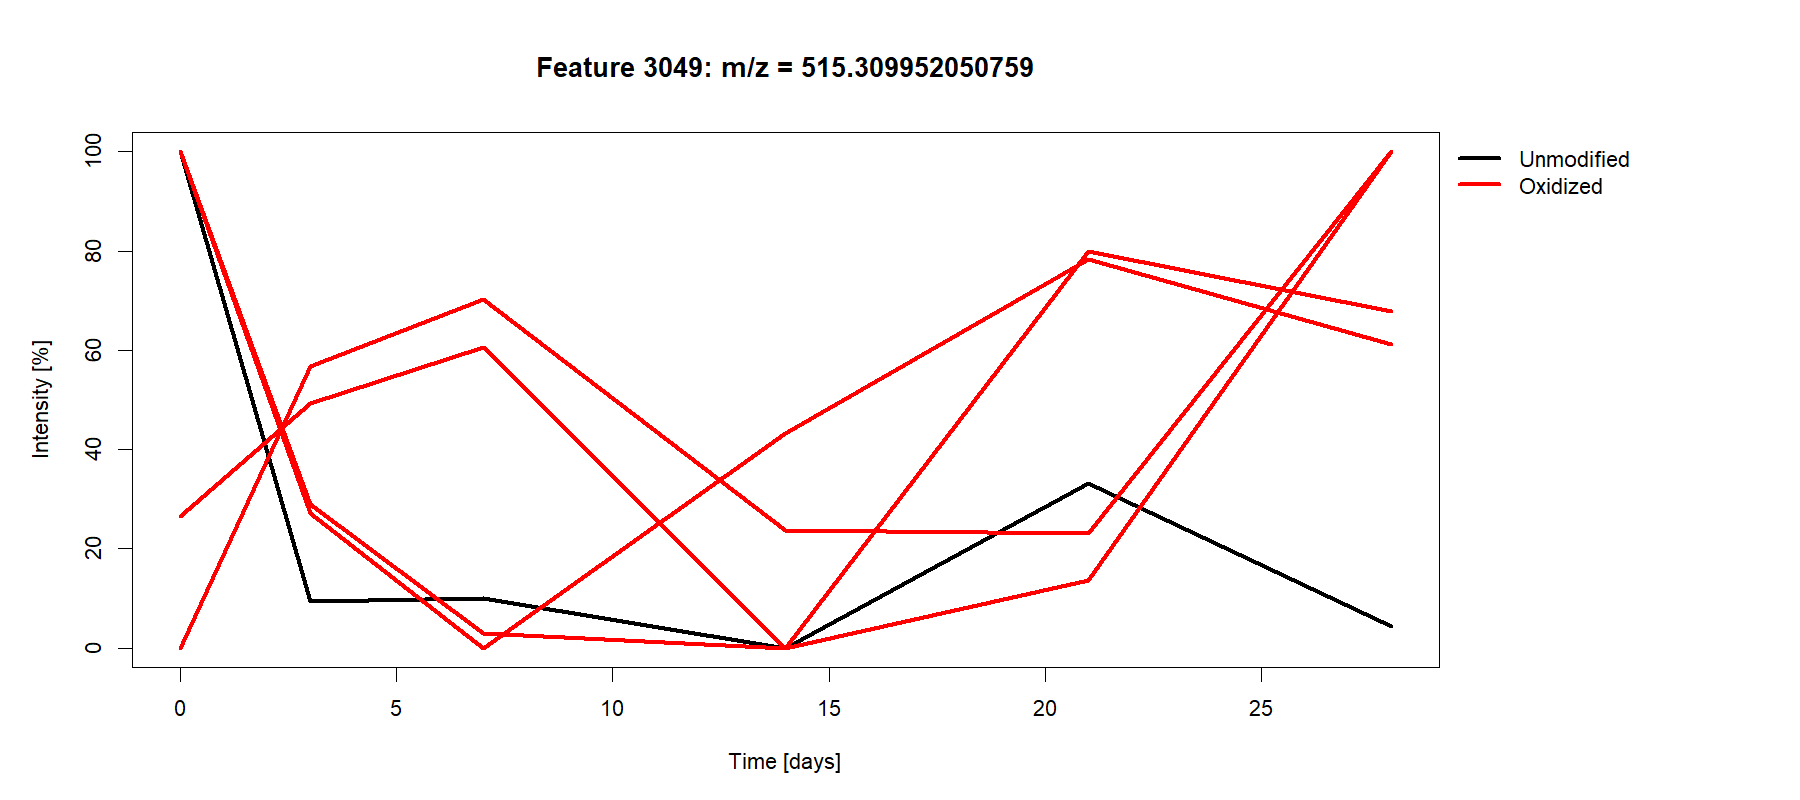 Feature 3049: m/z = 515.309952050759
100
80
60
40
20
0
Intensity [%]
0 5 10 15 20 25
Time [days]
Unmodified
Oxidized